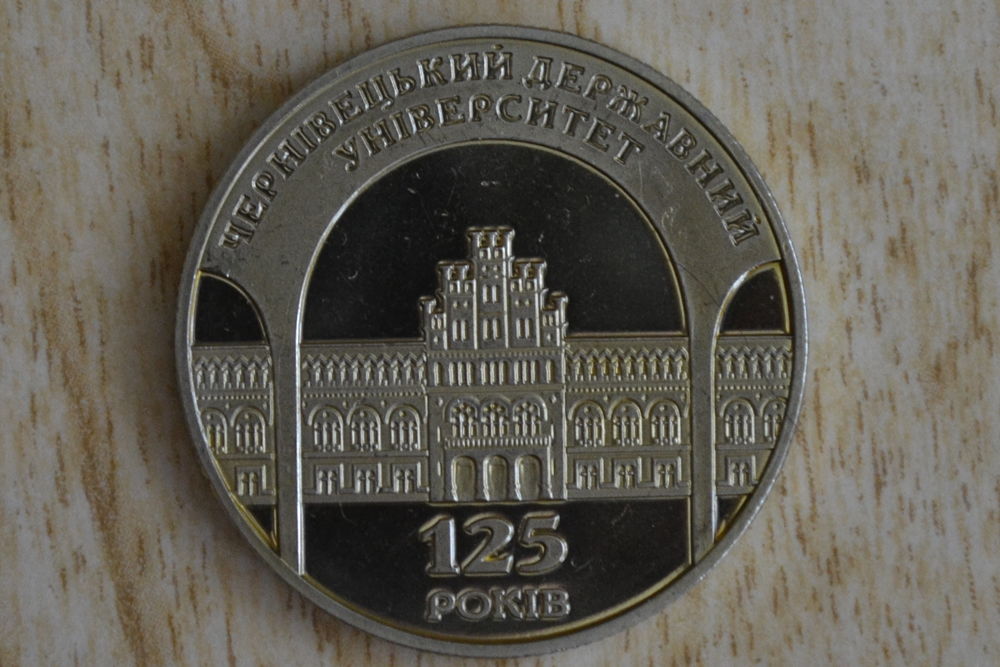 ЧЕРНІВЕЦЬКИЙ ДЕРЖАВНИЙ
УНІВЕРСИТЕТ
125
РОКІВ